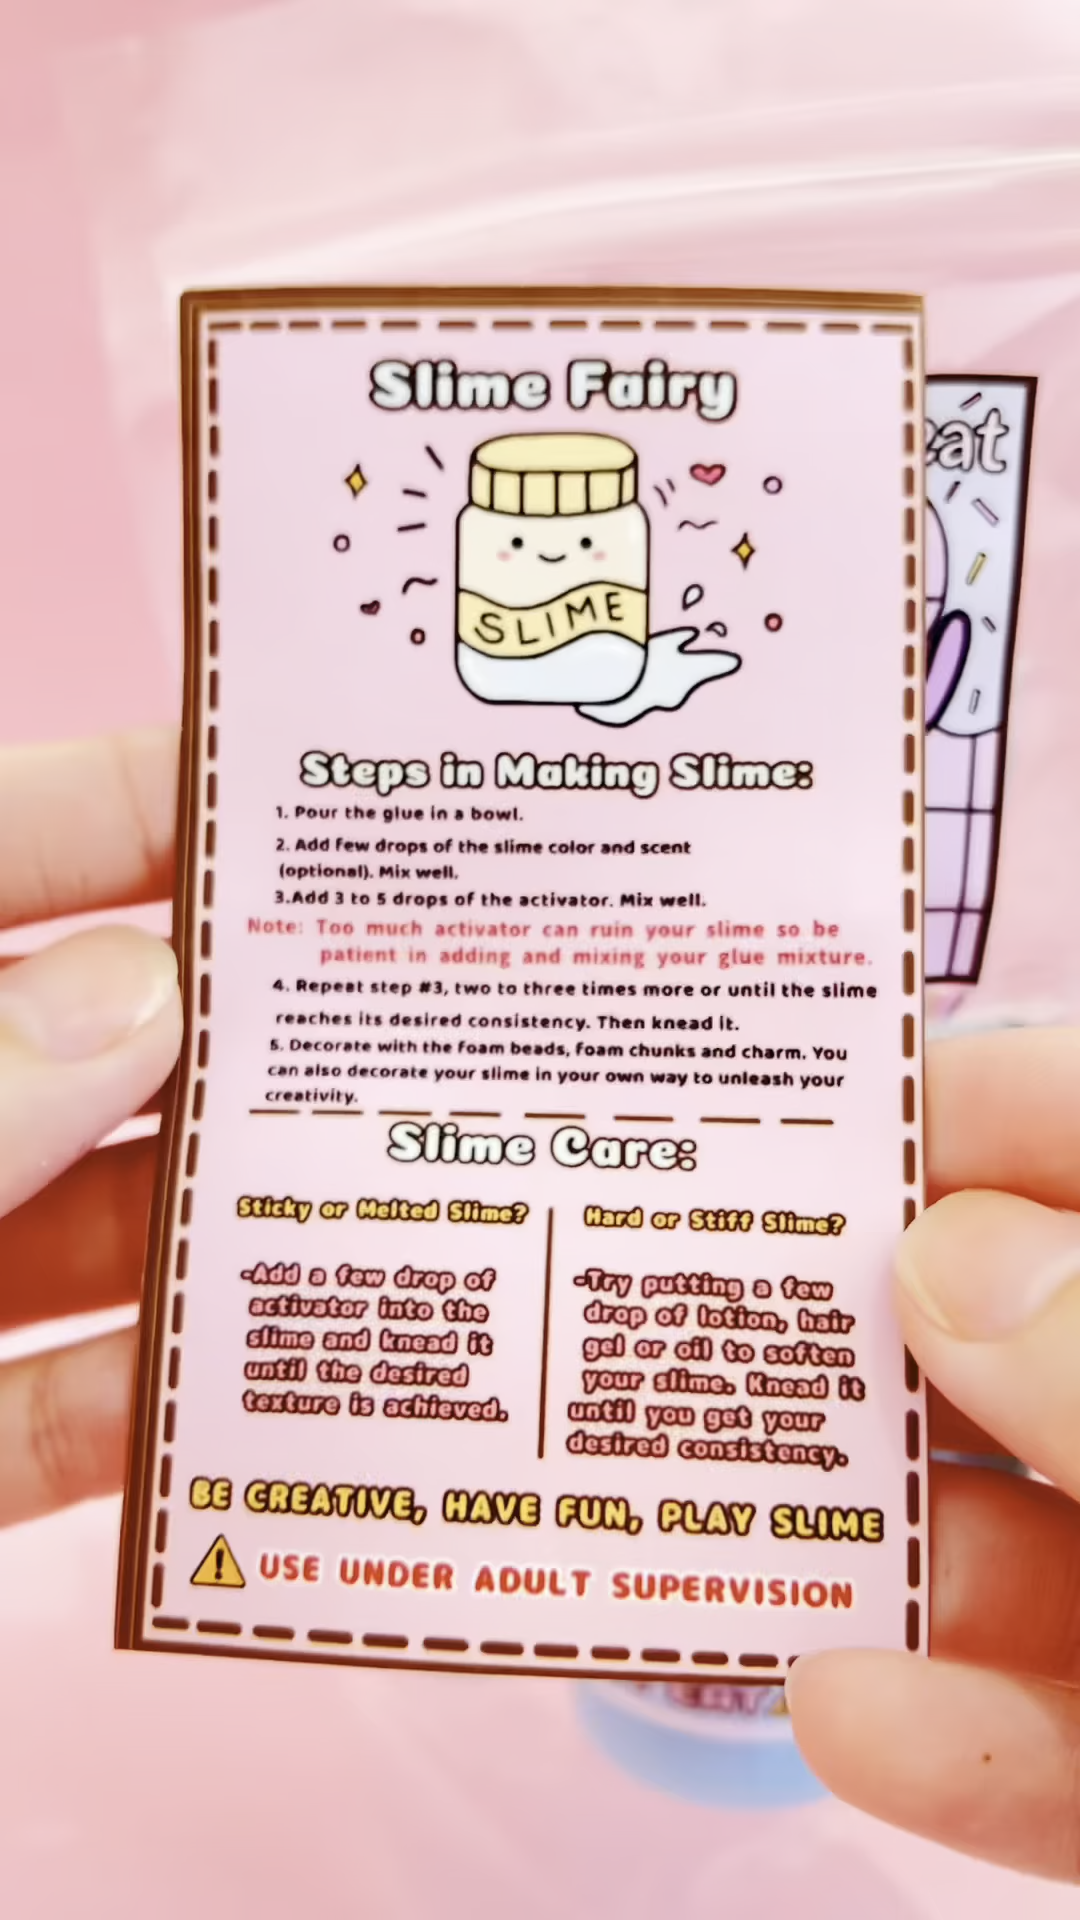 Slime Fairy
SLIME
eat
Steps in Making Slime:
1. Pour the glue in a bowl.
2. Add few drops of the slime color and scent
(optional). Mix well.
3.Add 3 to 5 drops of the activator. Mix well.
Note: Too much activator can ruin your slime so be
patient in adding and mixing your glue mixture.
4. Repeat step #3, two to three times more or until the slime
reaches its desired consistency. Then knead it.
5. Decorate with the foam beads, foam chunks and charm. You
can also decorate your slime in your own way to unleash your
creativity.
Slime Care:
Sticky or Melted Slime?
-Add a few drop of
activator into the
slime and knead it
until the desired
texture is achieved.
Hard or Stiff Slime?
-Try putting a few
drop of lotion, hair
gel or oil to soften
your slime. Knead it
until you get your
desired consistency.
BE CREATIVE, HAVE FUN, PLAY SLIME
USE UNDER ADULT SUPERVISION